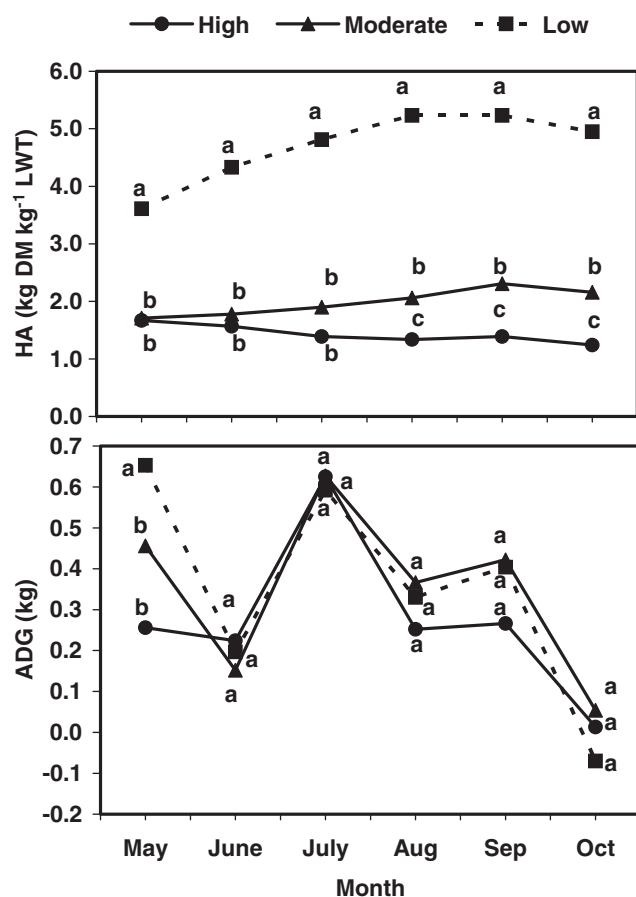 High Moderate Low
HA (kg DM kg⁻¹ LWT)
6.0
5.0
4.0
3.0
2.0
1.0
0.0
a a a a a a
b b b b b b
b b b c c c
ADG (kg)
0.7
0.6
0.5
0.4
0.3
0.2
0.1
0.0
-0.1
-0.2
a a a a a a
b a a a a a
b a a a a a
May June July Aug Sep Oct
Month